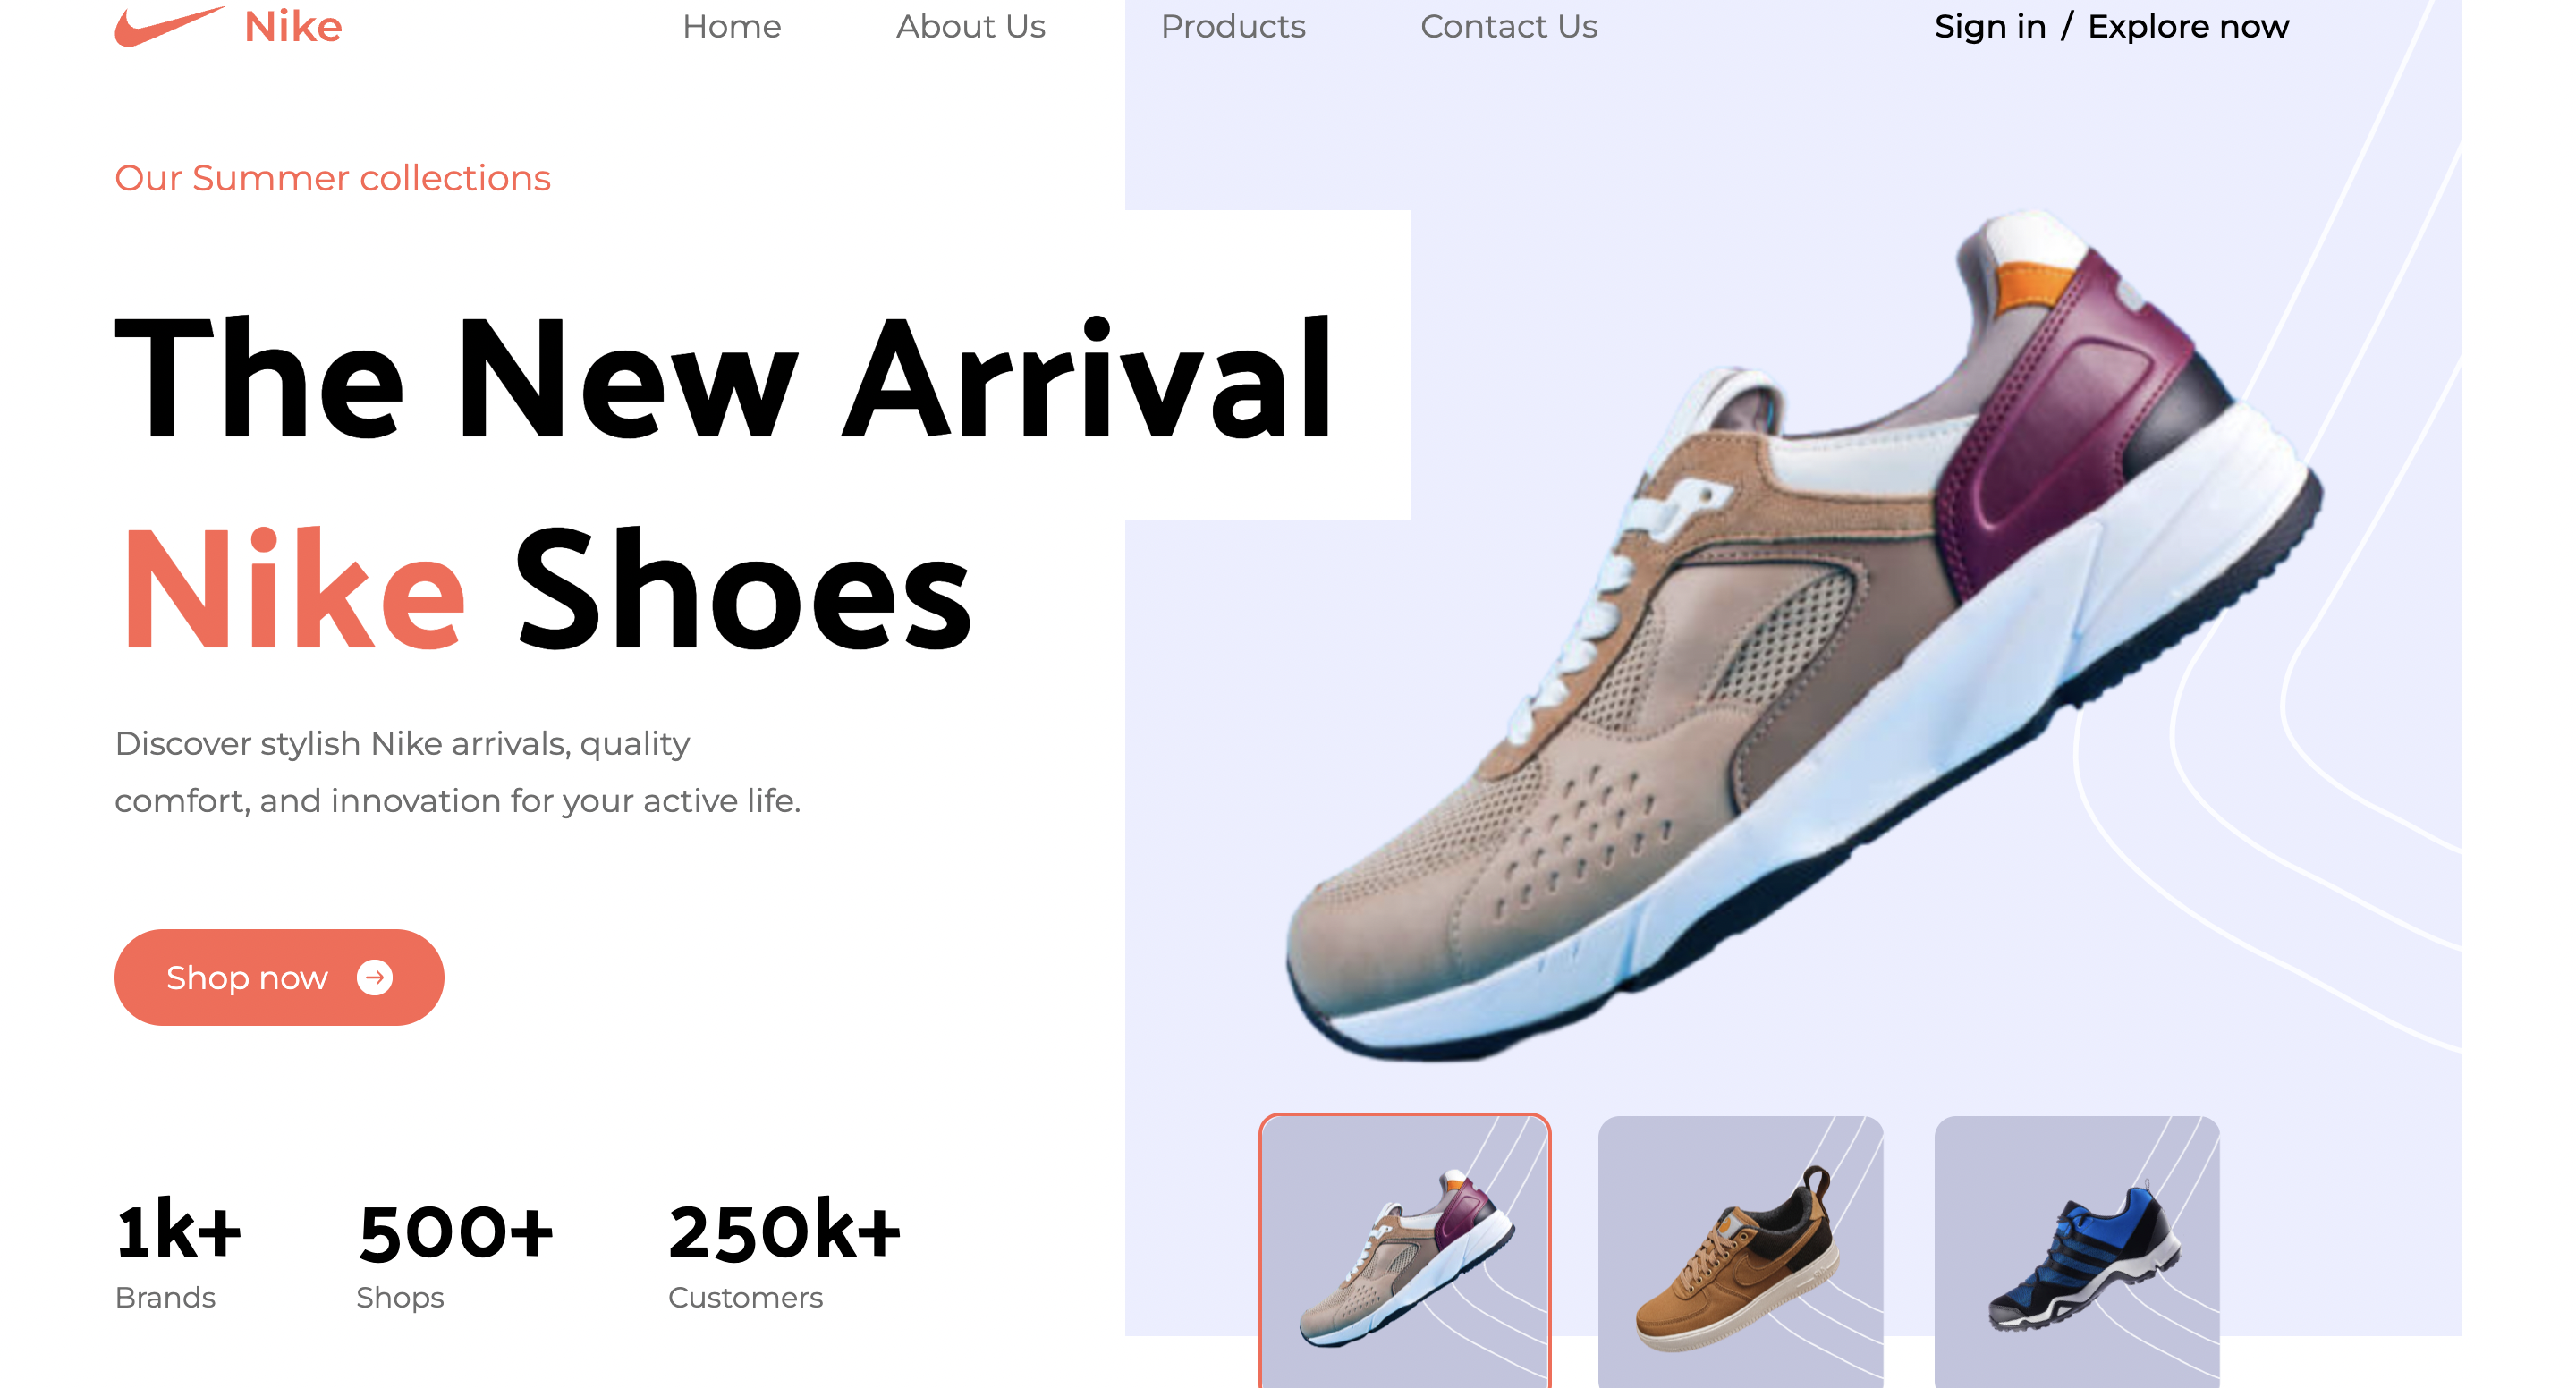 Nike
Home
About Us
Products
Contact Us
Sign in / Explore now
Our Summer collections
The New Arrival
Nike Shoes
Discover stylish Nike arrivals, quality
comfort, and innovation for your active life.
Shop now
1k+
Brands
500+
Shops
250k+
Customers